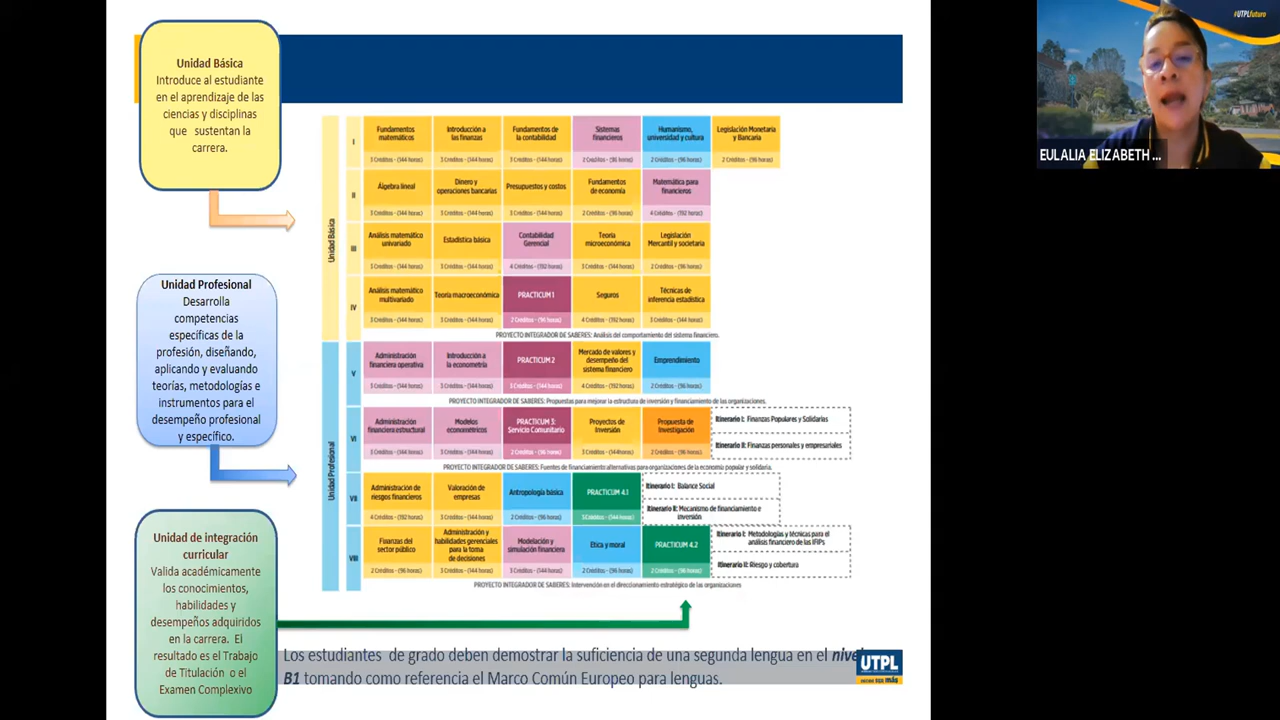 #UTPLfuturo
EULALIA ELIZABETH ...
Unidad Básica
Introduce al estudiante
en el aprendizaje de las
ciencias y disciplinas
que sustentan la
carrera.
Unidad Profesional
Desarrolla
competencias
específicas de la
profesión, diseñando,
aplicando y evaluando
teorías, metodologías e
instrumentos para el
desempeño profesional
y específico.
Unidad de integración
curricular
Valida académicamente
los conocimientos,
habilidades y
desempeños adquiridos
en la carrera. El
resultado es el Trabajo
de Titulación o el
Examen Complexivo
Unidad Básica
I
Fundamentos
matemáticos
3 Créditos - (144 horas)
Introducción a
las finanzas
3 Créditos - (144 horas)
Fundamentos de
la contabilidad
3 Créditos - (144 horas)
Sistemas
financieros
2 Créditos - (96 horas)
Humanismo,
universidad y cultura
2 Créditos - (96 horas)
Legislación Monetaria
y Bancaria
2 Créditos - (96 horas)
II
Álgebra lineal
3 Créditos - (144 horas)
Dinero y
operaciones bancarias
3 Créditos - (144 horas)
Presupuestos y costos
3 Créditos - (144 horas)
Fundamentos
de economía
2 Créditos - (96 horas)
Matemática para
financieros
4 Créditos - (192 horas)
III
Análisis matemático
univariado
3 Créditos - (144 horas)
Estadística básica
3 Créditos - (144 horas)
Contabilidad
Gerencial
4 Créditos - (192 horas)
Teoría
microeconómica
3 Créditos - (144 horas)
Legislación
Mercantil y societaria
2 Créditos - (96 horas)
IV
Análisis matemático
multivariado
3 Créditos - (144 horas)
Teoría macroeconómica
3 Créditos - (144 horas)
PRACTICUM 1
2 Créditos - (96 horas)
Seguros
4 Créditos - (192 horas)
Técnicas de
inferencia estadística
3 Créditos - (144 horas)
PROYECTO INTEGRADOR DE SABERES: Análisis del comportamiento del sistema financiero.
Unidad Profesional
V
Administración
financiera operativa
3 Créditos - (144 horas)
Introducción a
la econometría
3 Créditos - (144 horas)
PRACTICUM 2
3 Créditos - (144 horas)
Mercado de valores y
desempeño del
sistema financiero
4 Créditos - (192 horas)
Emprendimiento
2 Créditos - (96 horas)
PROYECTO INTEGRADOR DE SABERES: Propuestas para mejorar la estructura de inversión y financiamiento de las organizaciones.
VI
Administración
financiera estructural
3 Créditos - (144 horas)
Modelos
econométricos
3 Créditos - (144 horas)
PRACTICUM 3:
Servicio Comunitario
2 Créditos - (96 horas)
Proyectos de
Inversión
3 Créditos - (144 horas)
Propuesta de
Investigación
2 Créditos - (96 horas)
Itinerario I: Finanzas Populares y Solidarias
Itinerario II: Finanzas personales y empresariales
PROYECTO INTEGRADOR DE SABERES: Fuentes de financiamiento alternativas para organizaciones de la economía popular y solidaria.
VII
Administración de
riesgos financieros
4 Créditos - (192 horas)
Valoración de
empresas
3 Créditos - (144 horas)
Antropología básica
2 Créditos - (96 horas)
PRACTICUM 4.1
3 Créditos - (144 horas)
Itinerario I: Balance Social
Itinerario II: Mecanismo de financiamiento e
inversión
VIII
Finanzas del
sector público
2 Créditos - (96 horas)
Administración y
habilidades gerenciales
para la toma
de decisiones
3 Créditos - (144 horas)
Modelación y
simulación financiera
3 Créditos - (144 horas)
Ética y moral
2 Créditos - (96 horas)
PRACTICUM 4.2
2 Créditos - (96 horas)
Itinerario I: Metodologías y técnicas para el
análisis financiero de las IFIPs
Itinerario II: Riesgo y cobertura
PROYECTO INTEGRADOR DE SABERES: Intervención en el direccionamiento estratégico de las organizaciones
Los estudiantes de grado deben demostrar la suficiencia de una segunda lengua en el
B1 tomando como referencia el Marco Común Europeo para lenguas.
UTPL